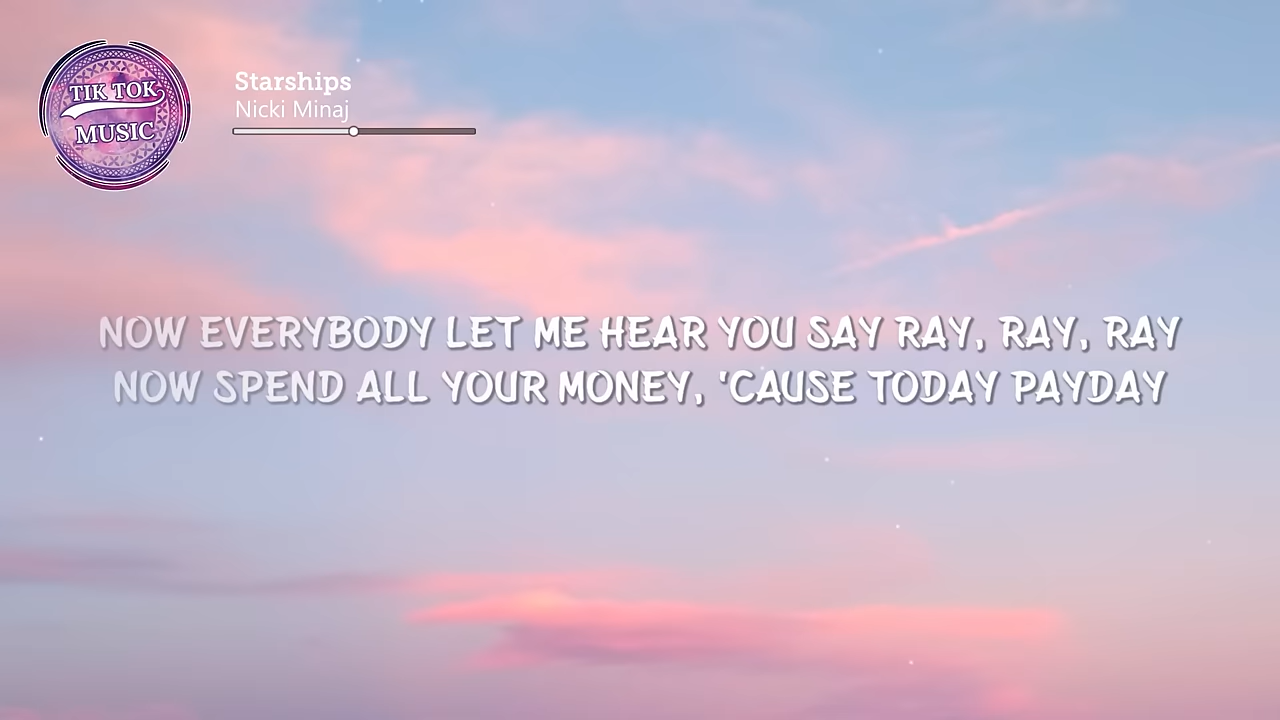 TIK TOK
MUSIC
Starships
Nicki Minaj
NOW EVERYBODY LET ME HEAR YOU SAY RAY, RAY, RAY
NOW SPEND ALL YOUR MONEY, 'CAUSE TODAY PAYDAY